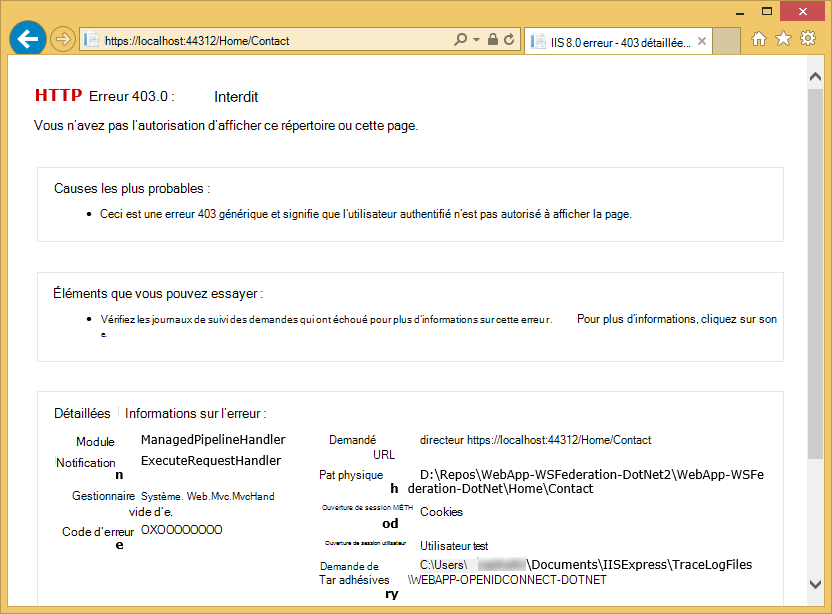 https://localhost:44312/Home/Contact
IIS 8.0 erreur - 403 détaillée...
HTTP Erreur 403.0 : Interdit
Vous n'avez pas l'autorisation d'afficher ce répertoire ou cette page.
Causes les plus probables :
• Ceci est une erreur 403 générique et signifie que l'utilisateur authentifié n'est pas autorisé à afficher la page.
Éléments que vous pouvez essayer :
• Vérifiez les journaux de suivi des demandes qui ont échoué pour plus d'informations sur cette erreur. Pour plus d'informations, cliquez sur son
e.
Détaillées Informations sur l'erreur :
Module ManagedPipelineHandler
Notification ExecuteRequestHandler
n
Gestionnaire Système. Web.Mvc.MvcHand
vide d'e.
Code d'erreur 0X00000000
e
Demandé directeur https://localhost:44312/Home/Contact
URL
Pat physique D:\Repos\WebApp-WSFederation-DotNet2\WebApp-WSFe
h deration-DotNet\Home\Contact
Ouverture de session MÉTH Cookies
od
Ouverture de session utilisateur Utilisateur test
Demande de C:\Users\ \Documents\IISExpress\TraceLogFiles
Tar adhésives \WEBAPP-OPENIDCONNECT-DOTNET
ry